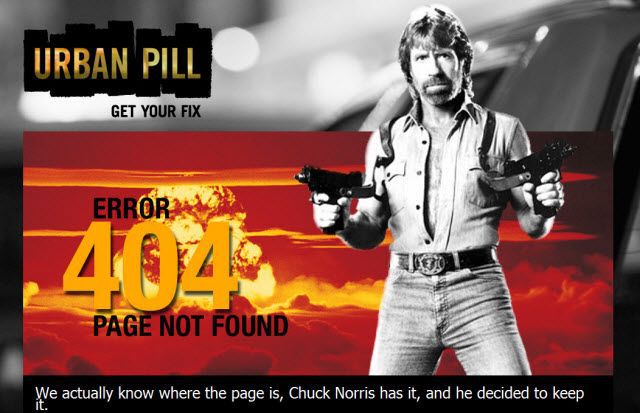 URBAN PILL
GET YOUR FIX
ERROR
404
PAGE NOT FOUND
We actually know where the page is, Chuck Norris has it, and he decided to keep
it.